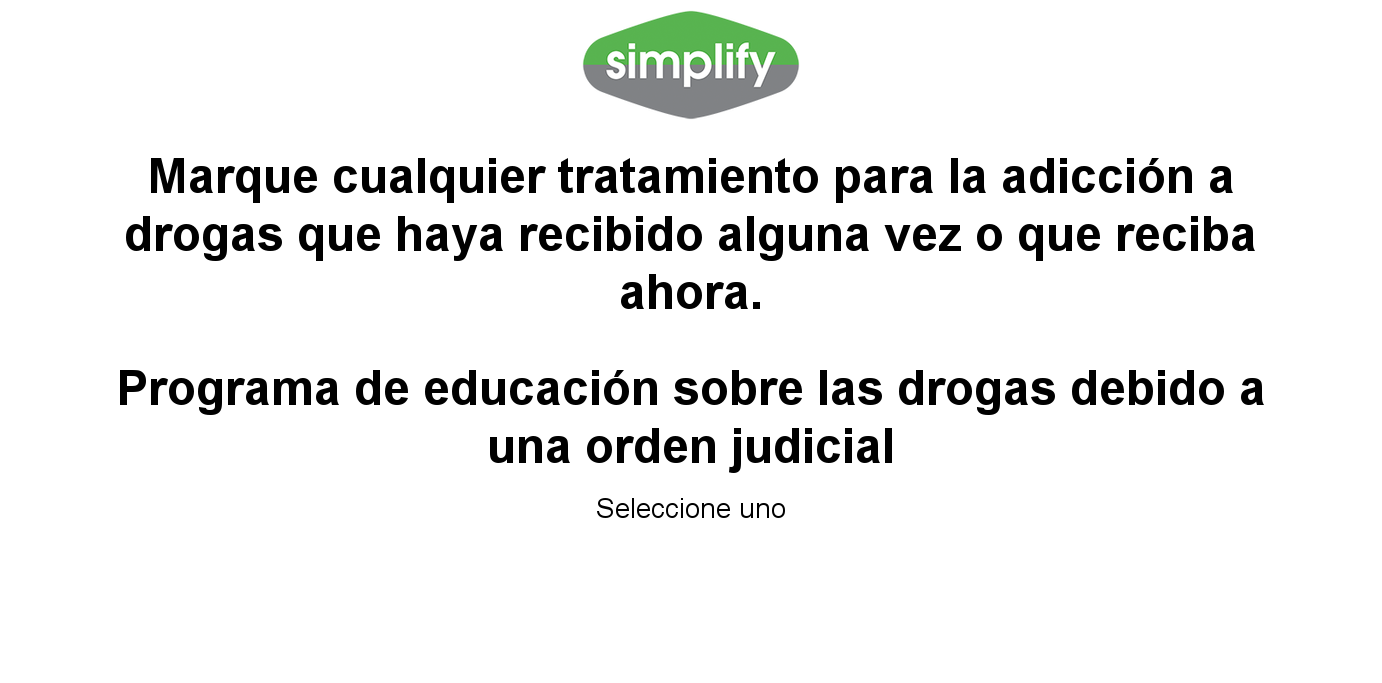 simplify
Marque cualquier tratamiento para la adicción a
drogas que haya recibido alguna vez o que reciba
ahora.
Programa de educación sobre las drogas debido a
una orden judicial
Seleccione uno